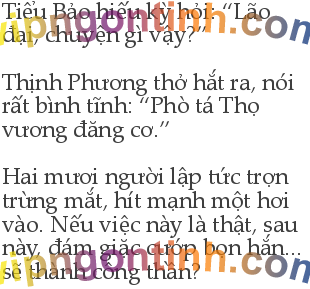 Tiểu Bảo hiếu kỳ hỏi: “Lão
đại, chuyện gì vậy?”
Thịnh Phương thở hắt ra, nói
rất bình tĩnh: “Phò tá Thọ
vương đăng cơ.”
Hai mươi người lập tức trợn
trừng mắt, hít mạnh một hơi
vào. Nếu việc này là thật, sau
này, đám giặc cướp bọn hắn...
sẽ thành công thần?